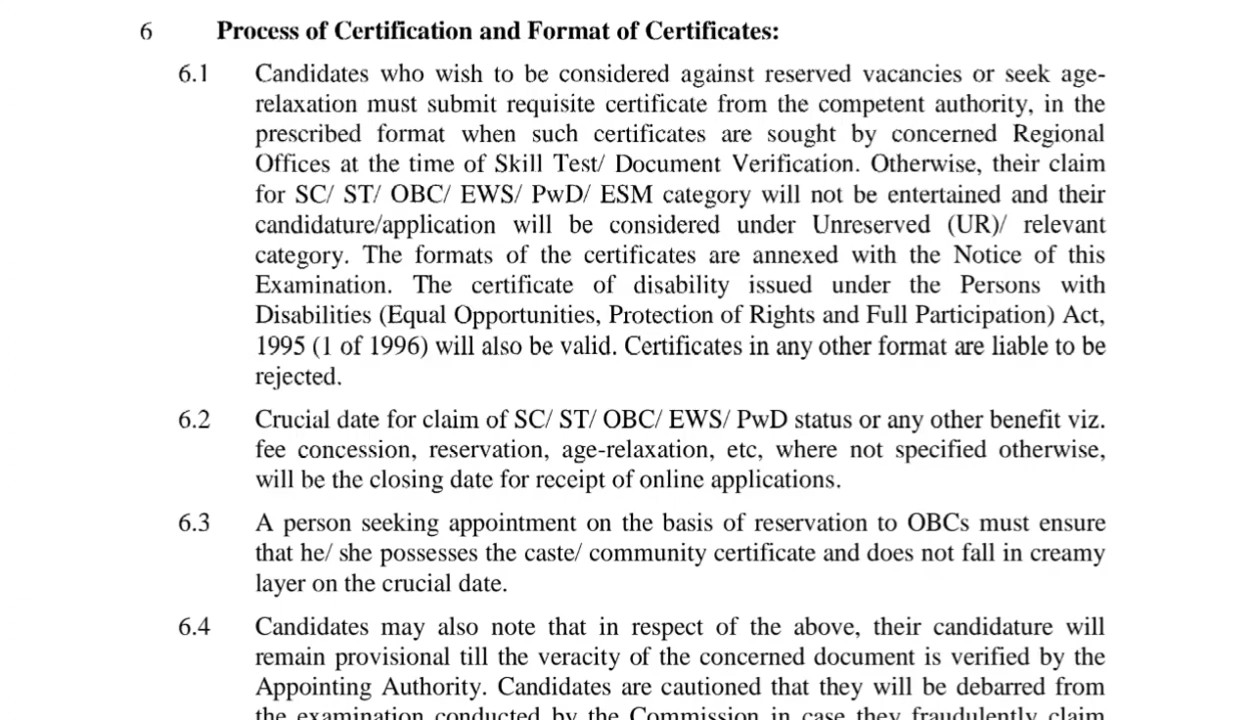 6 Process of Certification and Format of Certificates:
6.1 Candidates who wish to be considered against reserved vacancies or seek age-
relaxation must submit requisite certificate from the competent authority, in the
prescribed format when such certificates are sought by concerned Regional
Offices at the time of Skill Test/ Document Verification. Otherwise, their claim
for SC/ ST/ OBC/ EWS/ PwD/ ESM category will not be entertained and their
candidature/application will be considered under Unreserved (UR)/ relevant
category. The formats of the certificates are annexed with the Notice of this
Examination. The certificate of disability issued under the Persons with
Disabilities (Equal Opportunities, Protection of Rights and Full Participation) Act,
1995 (1 of 1996) will also be valid. Certificates in any other format are liable to be
rejected.
6.2 Crucial date for claim of SC/ ST/ OBC/ EWS/ PwD status or any other benefit viz.
fee concession, reservation, age-relaxation, etc, where not specified otherwise,
will be the closing date for receipt of online applications.
6.3 A person seeking appointment on the basis of reservation to OBCs must ensure
that he/ she possesses the caste/ community certificate and does not fall in creamy
layer on the crucial date.
6.4 Candidates may also note that in respect of the above, their candidature will
remain provisional till the veracity of the concerned document is verified by the
Appointing Authority. Candidates are cautioned that they will be debarred from
the examination conducted by the Commission in case they fraudulently claim